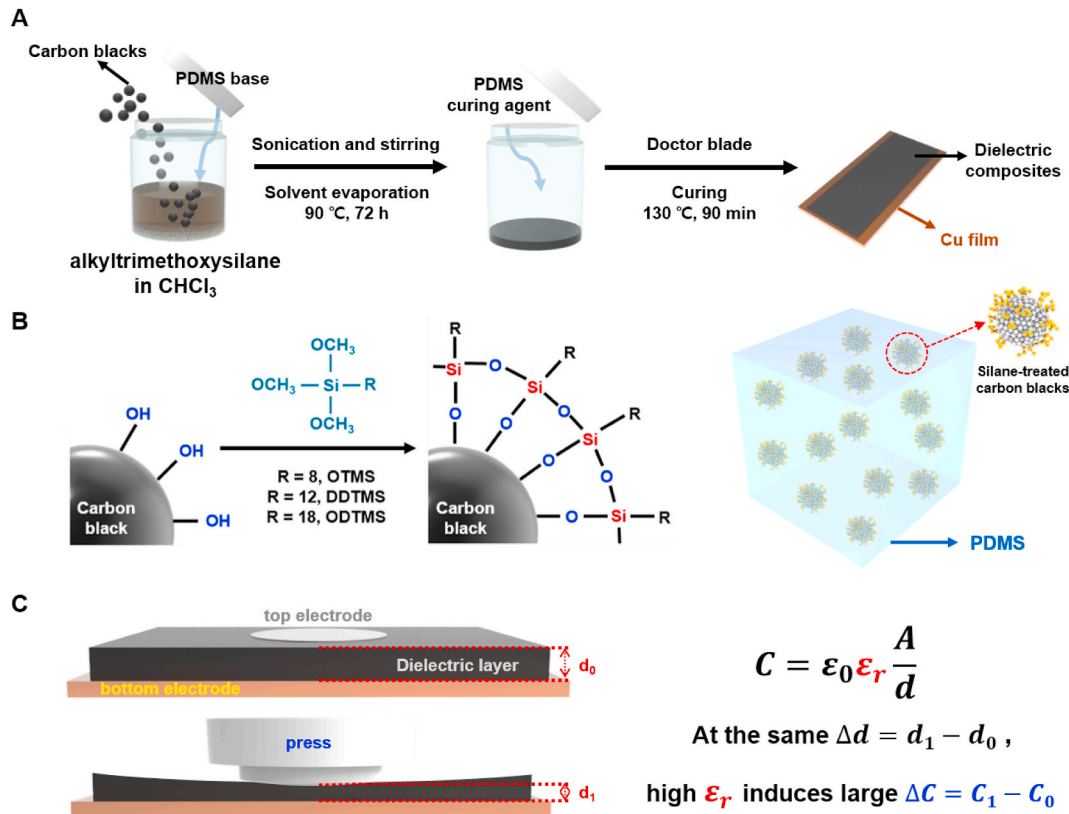 A
Carbon blacks
PDMS base
alkyltrimethoxysilane
in CHCl₃
Sonication and stirring
Solvent evaporation
90 ℃, 72 h
PDMS
curing agent
Doctor blade
Curing
130 ℃, 90 min
Dielectric
composites
Cu film
B
OH
OH
OH
Carbon
black
OCH₃
OCH₃
Si
R
OCH₃
R = 8, OTMS
R = 12, DDTMS
R = 18, ODTMS
R
Si
O
R
Si
O
O
O
R
Si
O
O
O
Si
R
Carbon
black
Silane-treated
carbon blacks
PDMS
C
top electrode
Dielectric layer
d₀
bottom electrode
press
d₁
C = ε₀εᵣ A/d
At the same Δd = d₁ − d₀ ,
high εᵣ induces large ΔC = C₁ − C₀